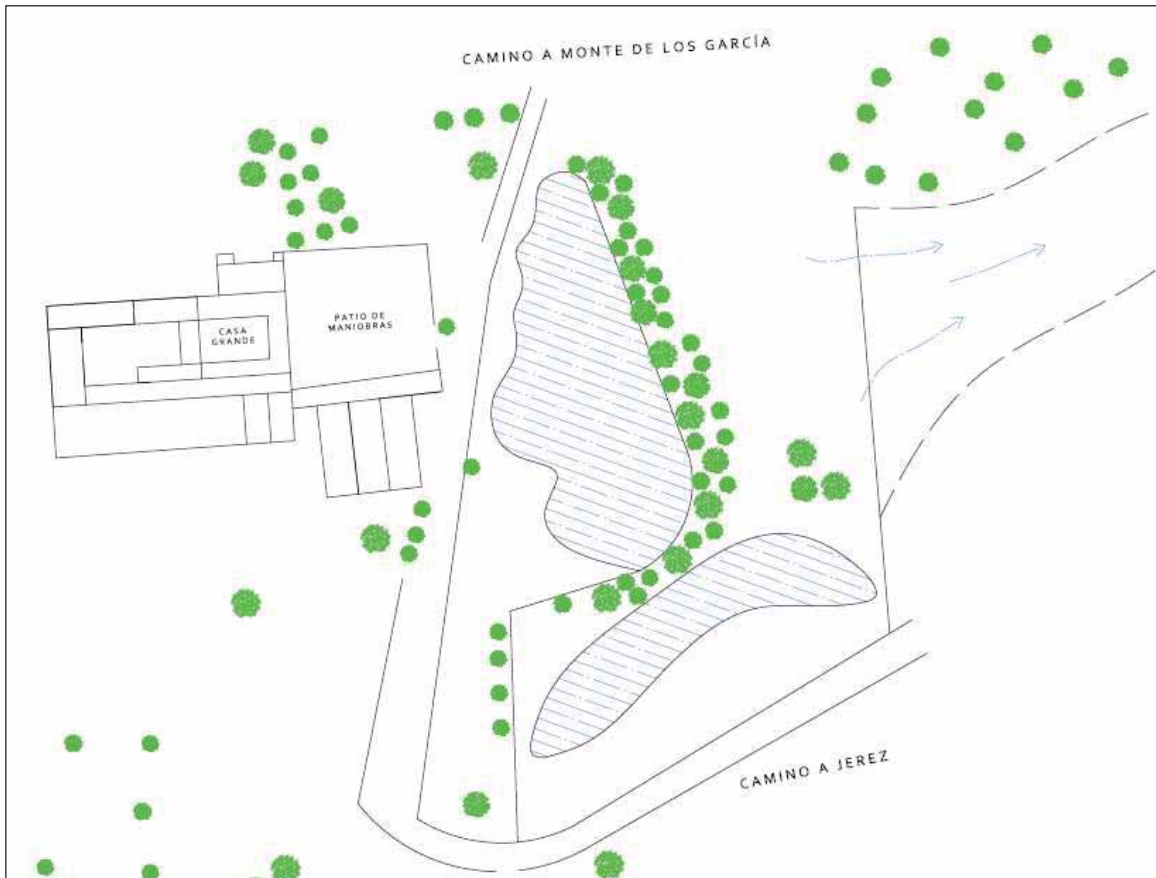 CAMINO A MONTE DE LOS GARCÍA
PATIO DE
MANIOBRAS
CASA
GRANDE
CAMINO A JEREZ